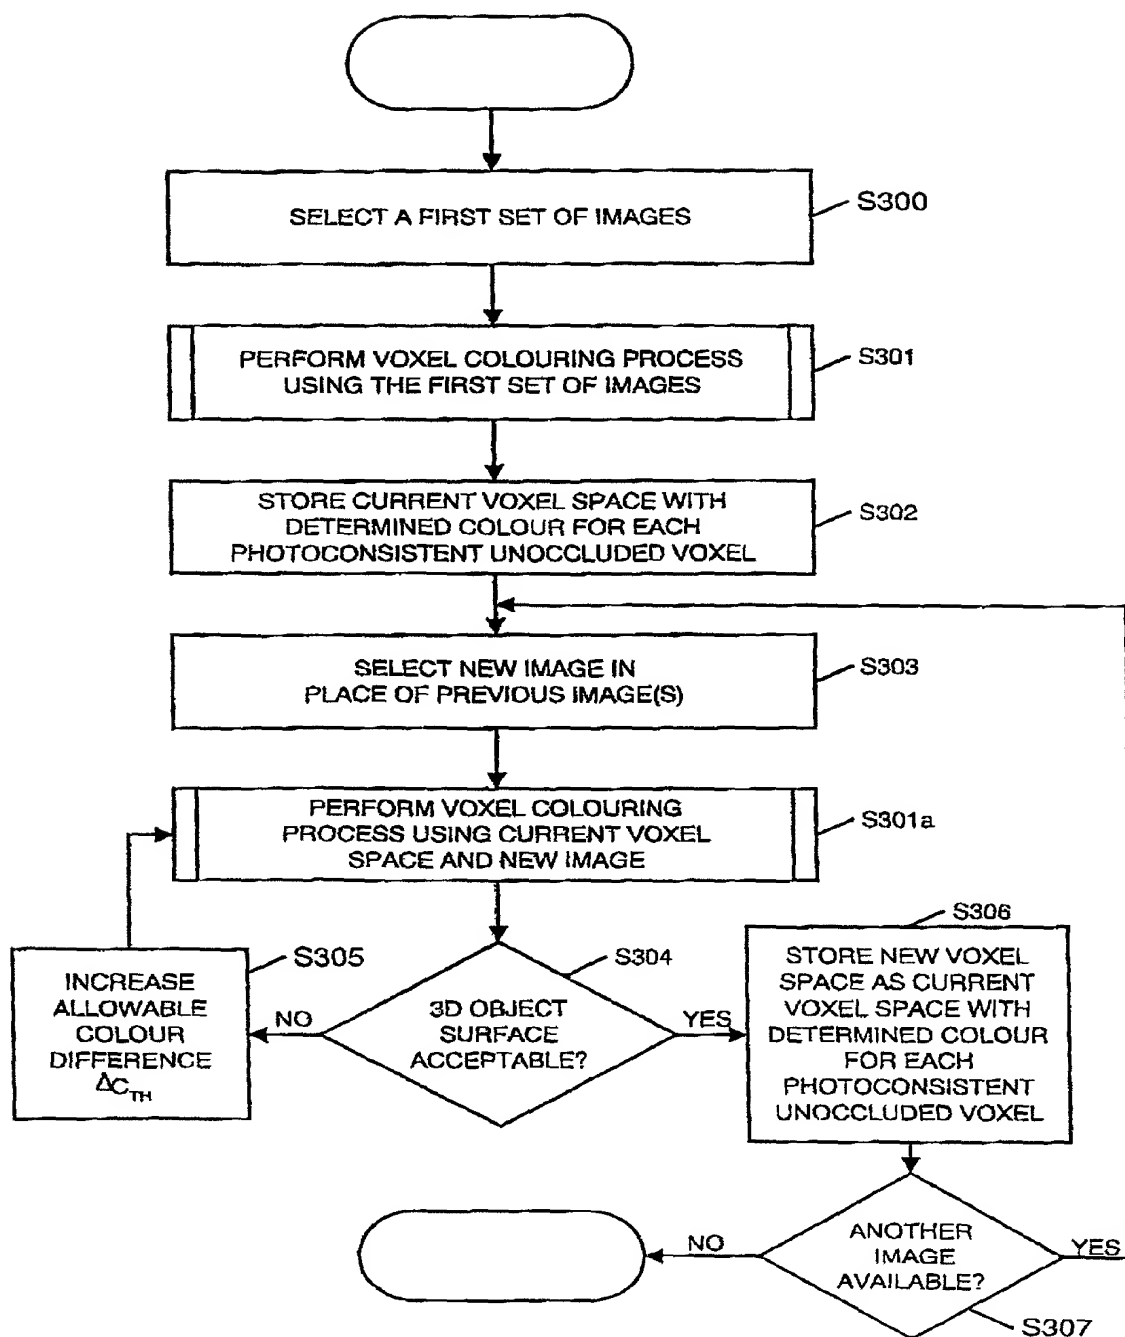 SELECT A FIRST SET OF IMAGES
S300
PERFORM VOXEL COLOURING PROCESS
USING THE FIRST SET OF IMAGES
S301
STORE CURRENT VOXEL SPACE WITH
DETERMINED COLOUR FOR EACH
PHOTOCONSISTENT UNOCCLUDED VOXEL
S302
SELECT NEW IMAGE IN
PLACE OF PREVIOUS IMAGE(S)
S303
PERFORM VOXEL COLOURING
PROCESS USING CURRENT VOXEL
SPACE AND NEW IMAGE
S301a
S305
INCREASE
ALLOWABLE
COLOUR
DIFFERENCE
ΔC_TH
NO
S304
3D OBJECT
SURFACE
ACCEPTABLE?
YES
S306
STORE NEW VOXEL
SPACE AS CURRENT
VOXEL SPACE WITH
DETERMINED COLOUR
FOR EACH
PHOTOCONSISTENT
UNOCCLUDED VOXEL
NO
ANOTHER
IMAGE
AVAILABLE?
YES
S307